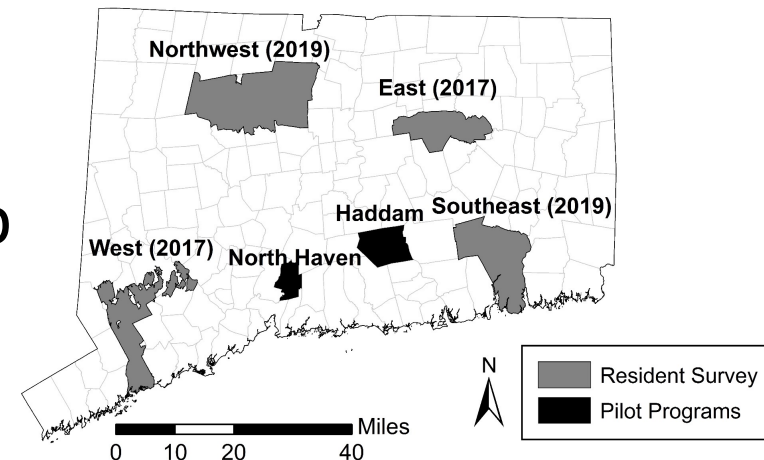 Northwest (2019)
East (2017)
Haddam
Southeast (2019)
West (2017)
North Haven
N
Resident Survey
Pilot Programs
Miles
0 10 20 40